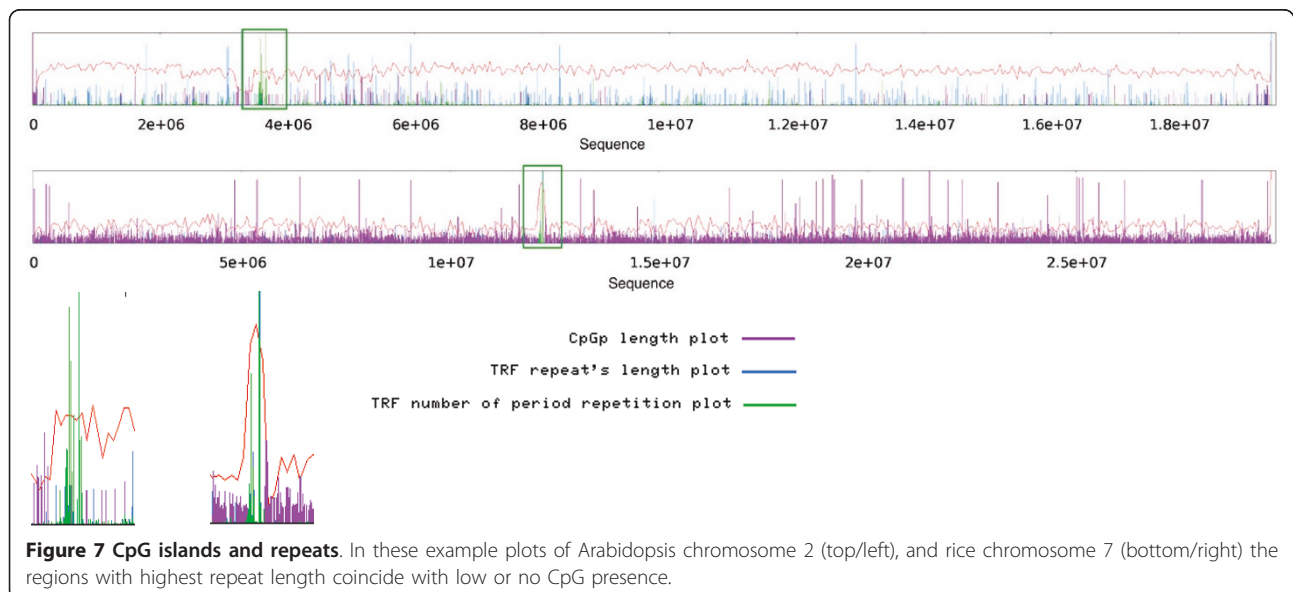 0 2e+06 4e+06 6e+06 8e+06 1e+07 1.2e+07 1.4e+07 1.6e+07 1.8e+07
Sequence
0 5e+06 1e+07 1.5e+07 2e+07 2.5e+07
Sequence
CpGp length plot
TRF repeat's length plot
TRF number of period repetition plot
Figure 7 CpG islands and repeats. In these example plots of Arabidopsis chromosome 2 (top/left), and rice chromosome 7 (bottom/right) the
regions with highest repeat length coincide with low or no CpG presence.